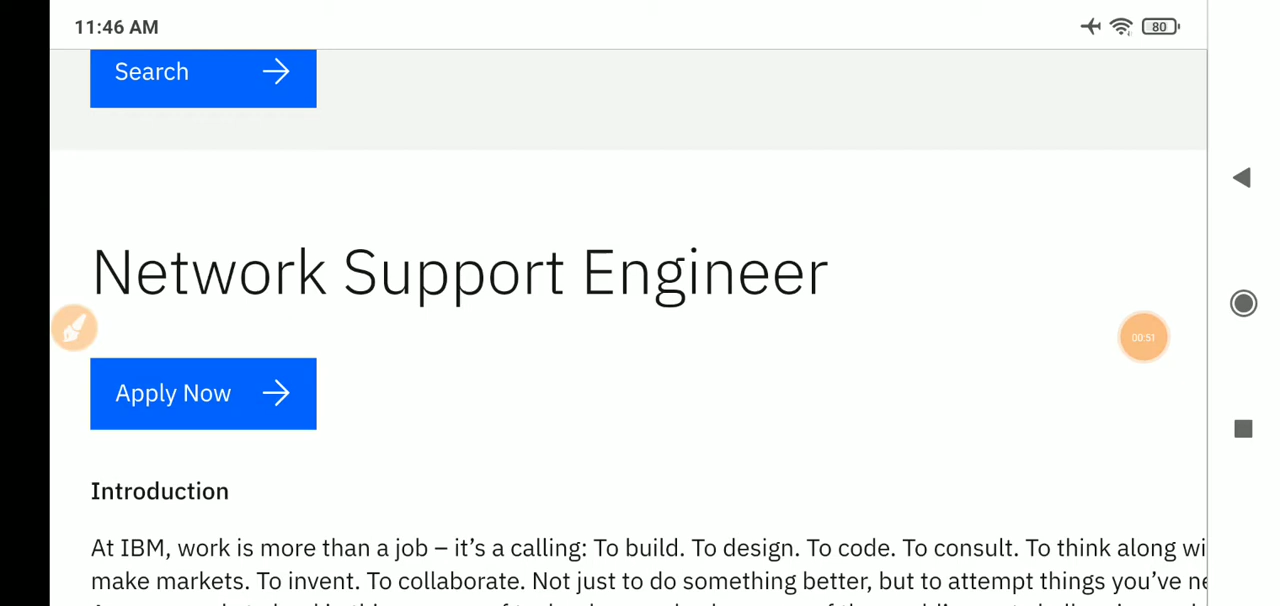 11:46 AM
80
Search
Network Support Engineer
00:51
Apply Now
Introduction
At IBM, work is more than a job – it's a calling: To build. To design. To code. To consult. To think along
make markets. To invent. To collaborate. Not just to do something better, but to attempt things you've